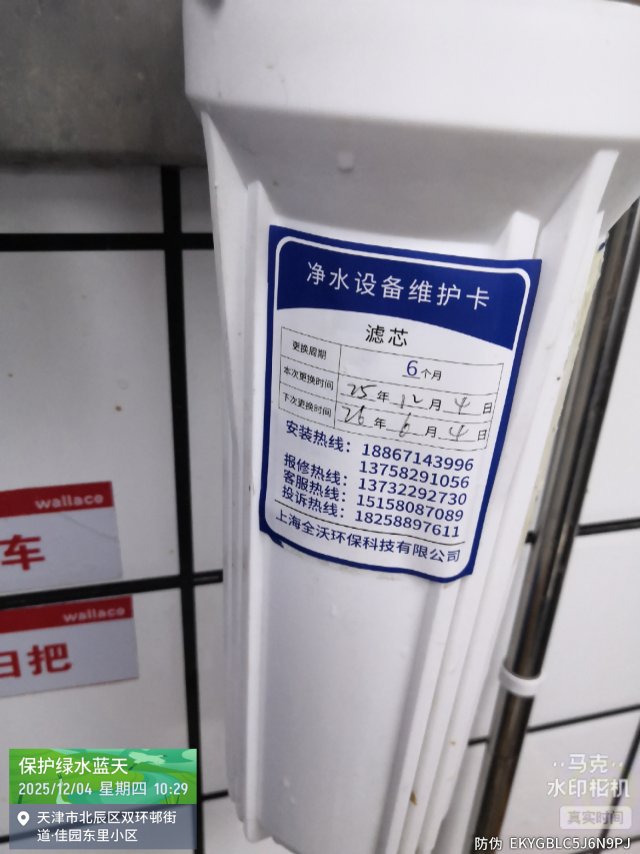 净水设备维护卡
滤芯
更换周期 6个月
本次更换时间 25年12月4日
下次更换时间 26年6月4日
安装热线：18867143996
13758291056
报修热线：13732292730
客服热线：15158087089
投诉热线：18258897611
上海全沃环保科技有限公司
wallace
车
wallace
日把
保护绿水蓝天
2025/12/04 星期四 10:29
天津市北辰区双环邨街
道·佳园东里小区
马克
水印相机
真实时间
防伪 EKYGBLC5J6N9PJ